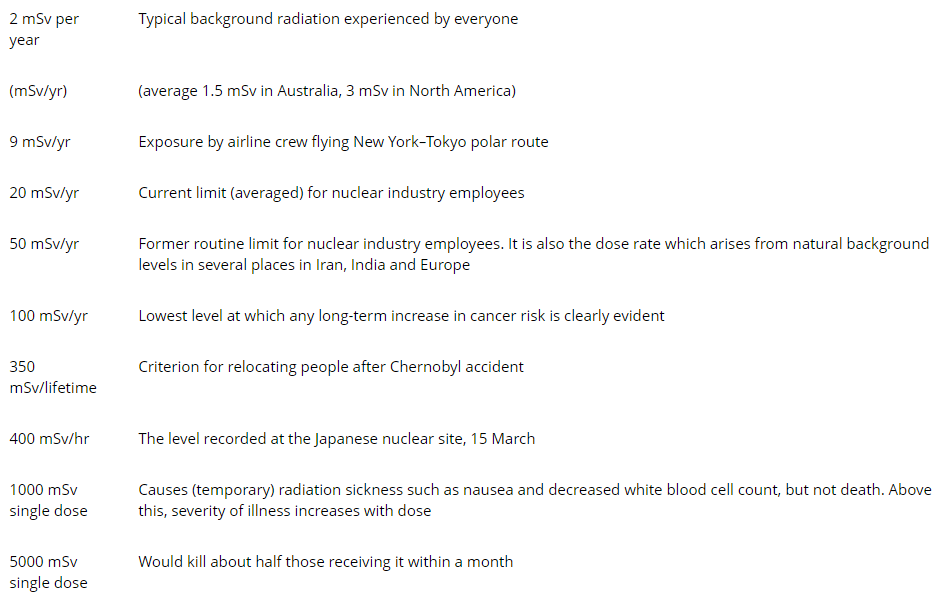 2 mSv per Typical background radiation experienced by everyone
year
(mSv/yr) (average 1.5 mSv in Australia, 3 mSv in North America)
9 mSv/yr Exposure by airline crew flying New York–Tokyo polar route
20 mSv/yr Current limit (averaged) for nuclear industry employees
50 mSv/yr Former routine limit for nuclear industry employees. It is also the dose rate which arises from natural background
levels in several places in Iran, India and Europe
100 mSv/yr Lowest level at which any long-term increase in cancer risk is clearly evident
350 Criterion for relocating people after Chernobyl accident
mSv/lifetime
400 mSv/hr The level recorded at the Japanese nuclear site, 15 March
1000 mSv Causes (temporary) radiation sickness such as nausea and decreased white blood cell count, but not death. Above
single dose this, severity of illness increases with dose
5000 mSv Would kill about half those receiving it within a month
single dose